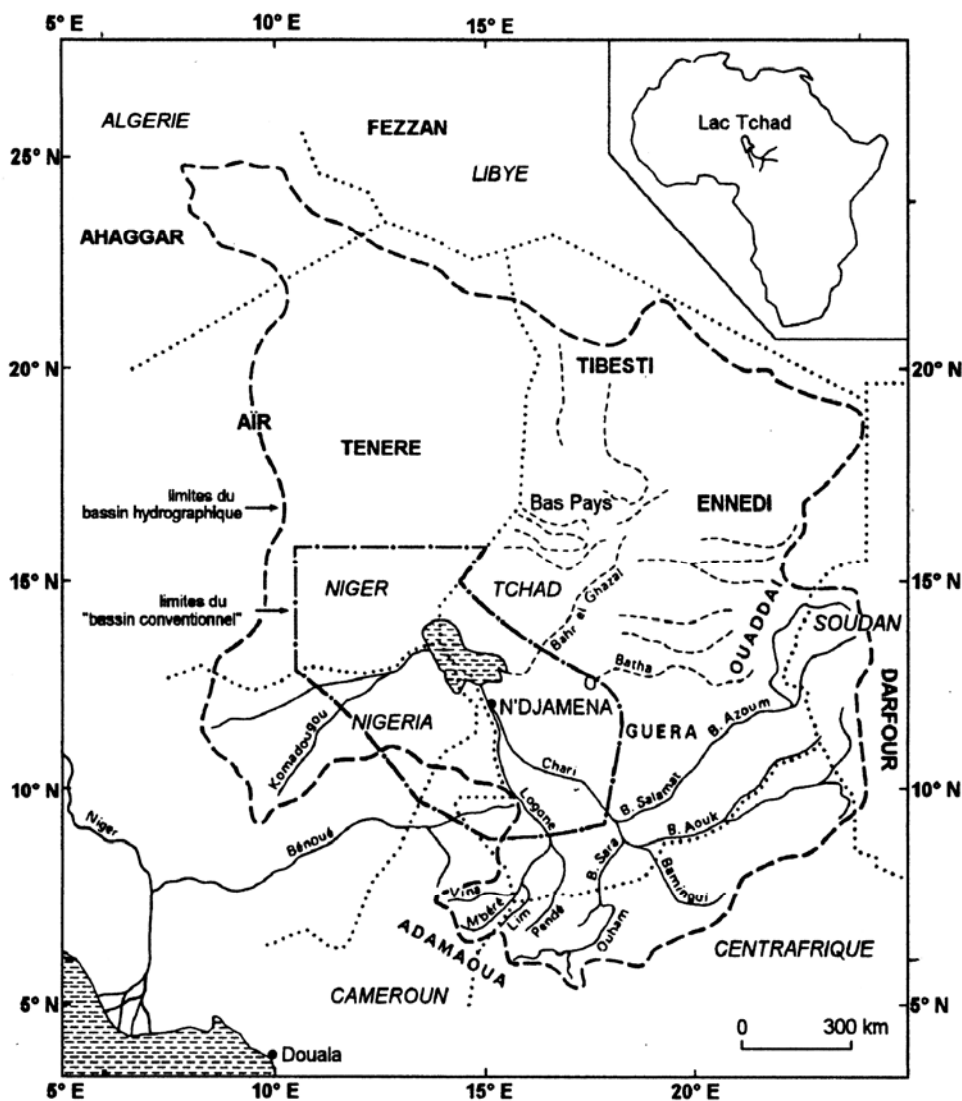 5° E
10° E
15° E
ALGERIE
FEZZAN
25° N
LIBYE
Lac Tchad
AHAGGAR
20° N
20° N
TIBESTI
AÏR
TENERE
limites du
bassin hydrographique
Bas Pays
ENNEDI
15° N
15° N
NIGER
TCHAD
limites du
"bassin conventionnel"
Bahr el Ghazal
OUADDAI
SOUDAN
Batha
N'DJAMENA
NIGERIA
GUERA
B. Azoum
DARFOUR
Komadougou
Chari
10° N
10° N
Niger
Bénoué
Logone
B. Salamat
B. Aouk
B. Sara
Bamingui
Vina
M'béré
Lim
Pendé
Ouham
ADAMAOUA
CENTRAFRIQUE
CAMEROUN
5° N
5° N
0 300 km
Douala
5° E
10° E
15° E
20° E